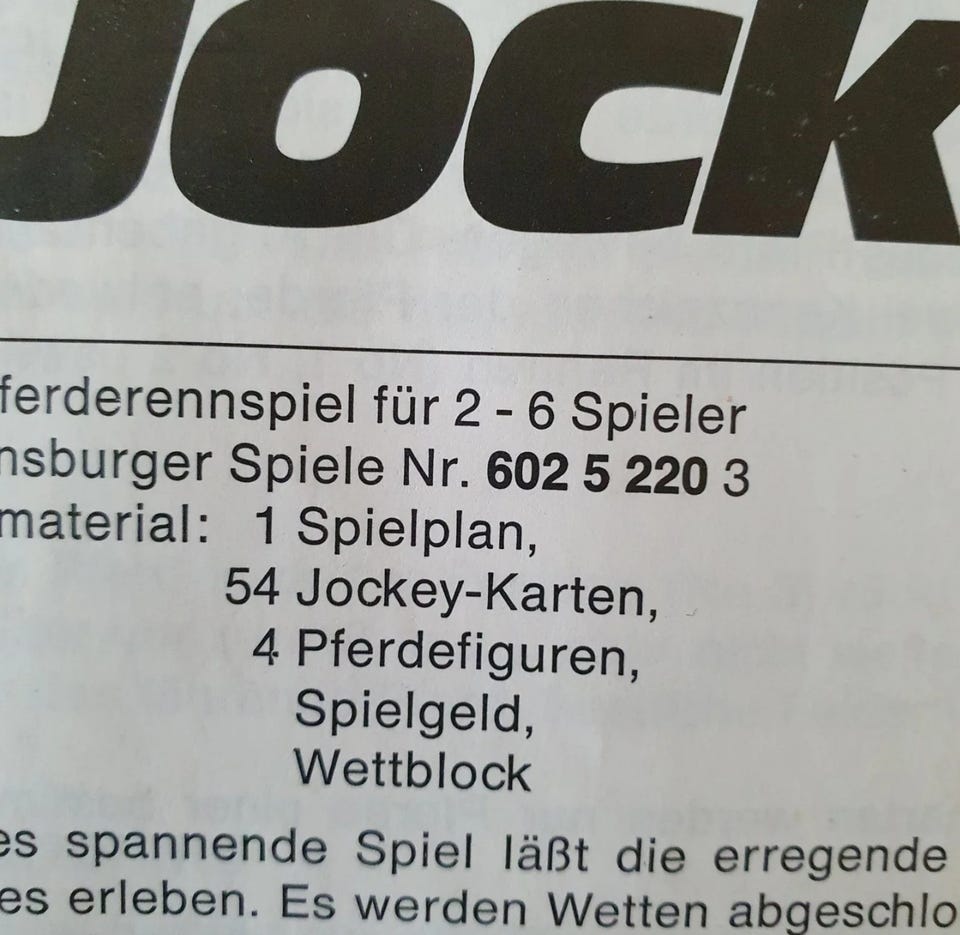 Jock
ferderennspiel für 2 - 6 Spieler
nsburger Spiele Nr. 602 5 220 3
material: 1 Spielplan,
54 Jockey-Karten,
4 Pferdefiguren,
Spielgeld,
Wettblock
es spannende Spiel läßt die erregende
es erleben. Es werden Wetten abgeschlo